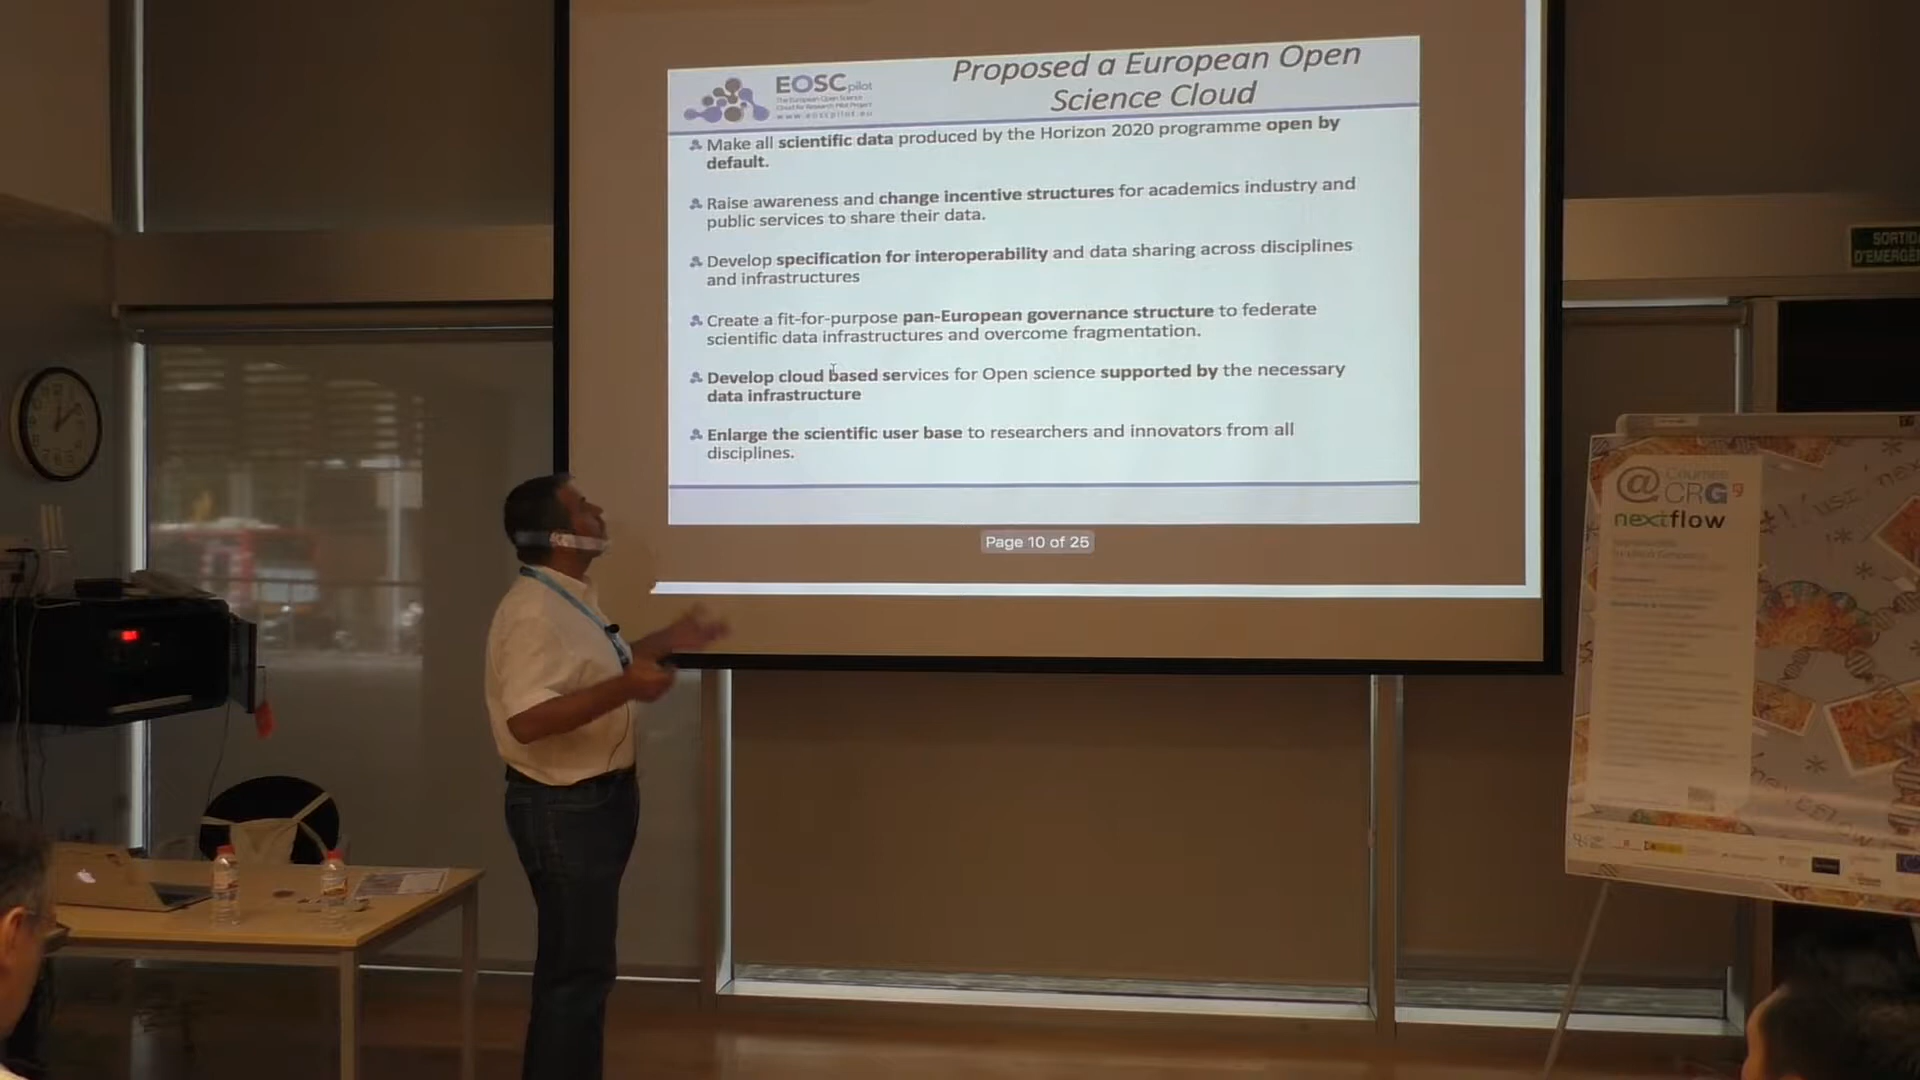 EOSCpilot
The European Open Science
Cloud for Research Pilot Project
www.eoscpilot.eu
Proposed a European Open
Science Cloud
Make all scientific data produced by the Horizon 2020 programme open by
default.
Raise awareness and change incentive structures for academics industry and
public services to share their data.
Develop specification for interoperability and data sharing across disciplines
and infrastructures
Create a fit-for-purpose pan-European governance structure to federate
scientific data infrastructures and overcome fragmentation.
Develop cloud based services for Open science supported by the necessary
data infrastructure
Enlarge the scientific user base to researchers and innovators from all
disciplines.
Page 10 of 25
SORTIDA
D'EMERGÈ
@ Courses
CRG
nextflow